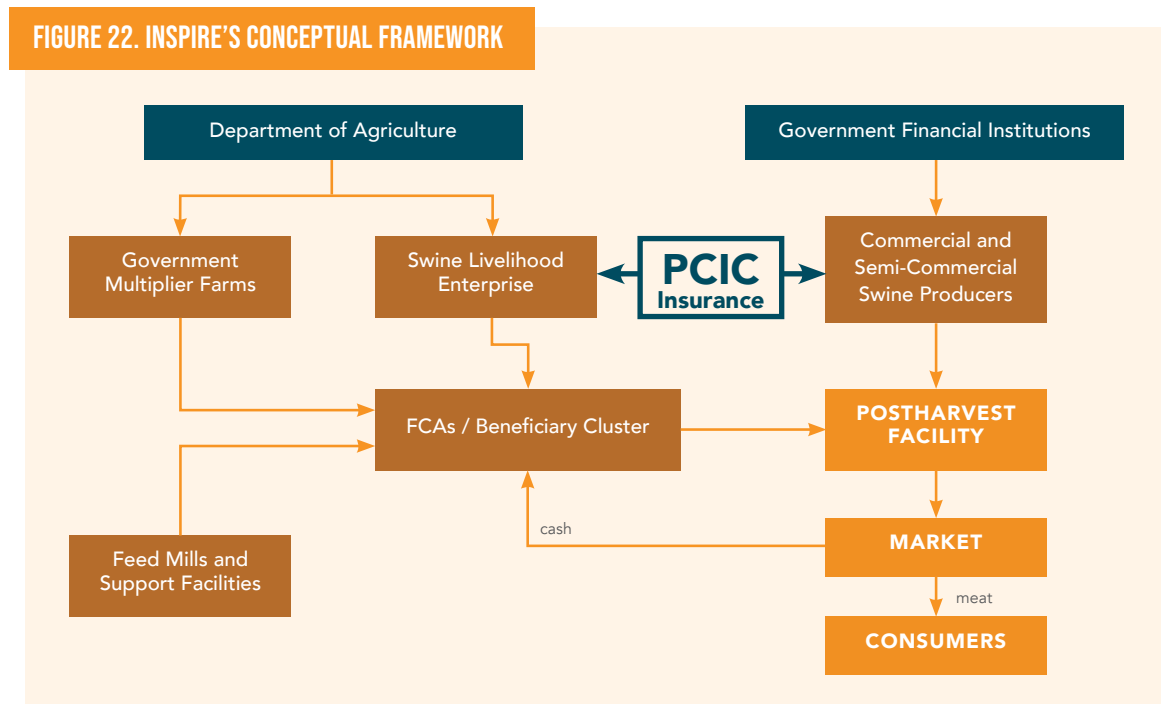 FIGURE 22. INSPIRE'S CONCEPTUAL FRAMEWORK
Department of Agriculture
Government Financial Institutions
Government
Multiplier Farms
Swine Livelihood
Enterprise
PCIC
Insurance
Commercial and
Semi-Commercial
Swine Producers
FCAs / Beneficiary Cluster
POSTHARVEST
FACILITY
cash
MARKET
Feed Mills and
Support Facilities
meat
CONSUMERS